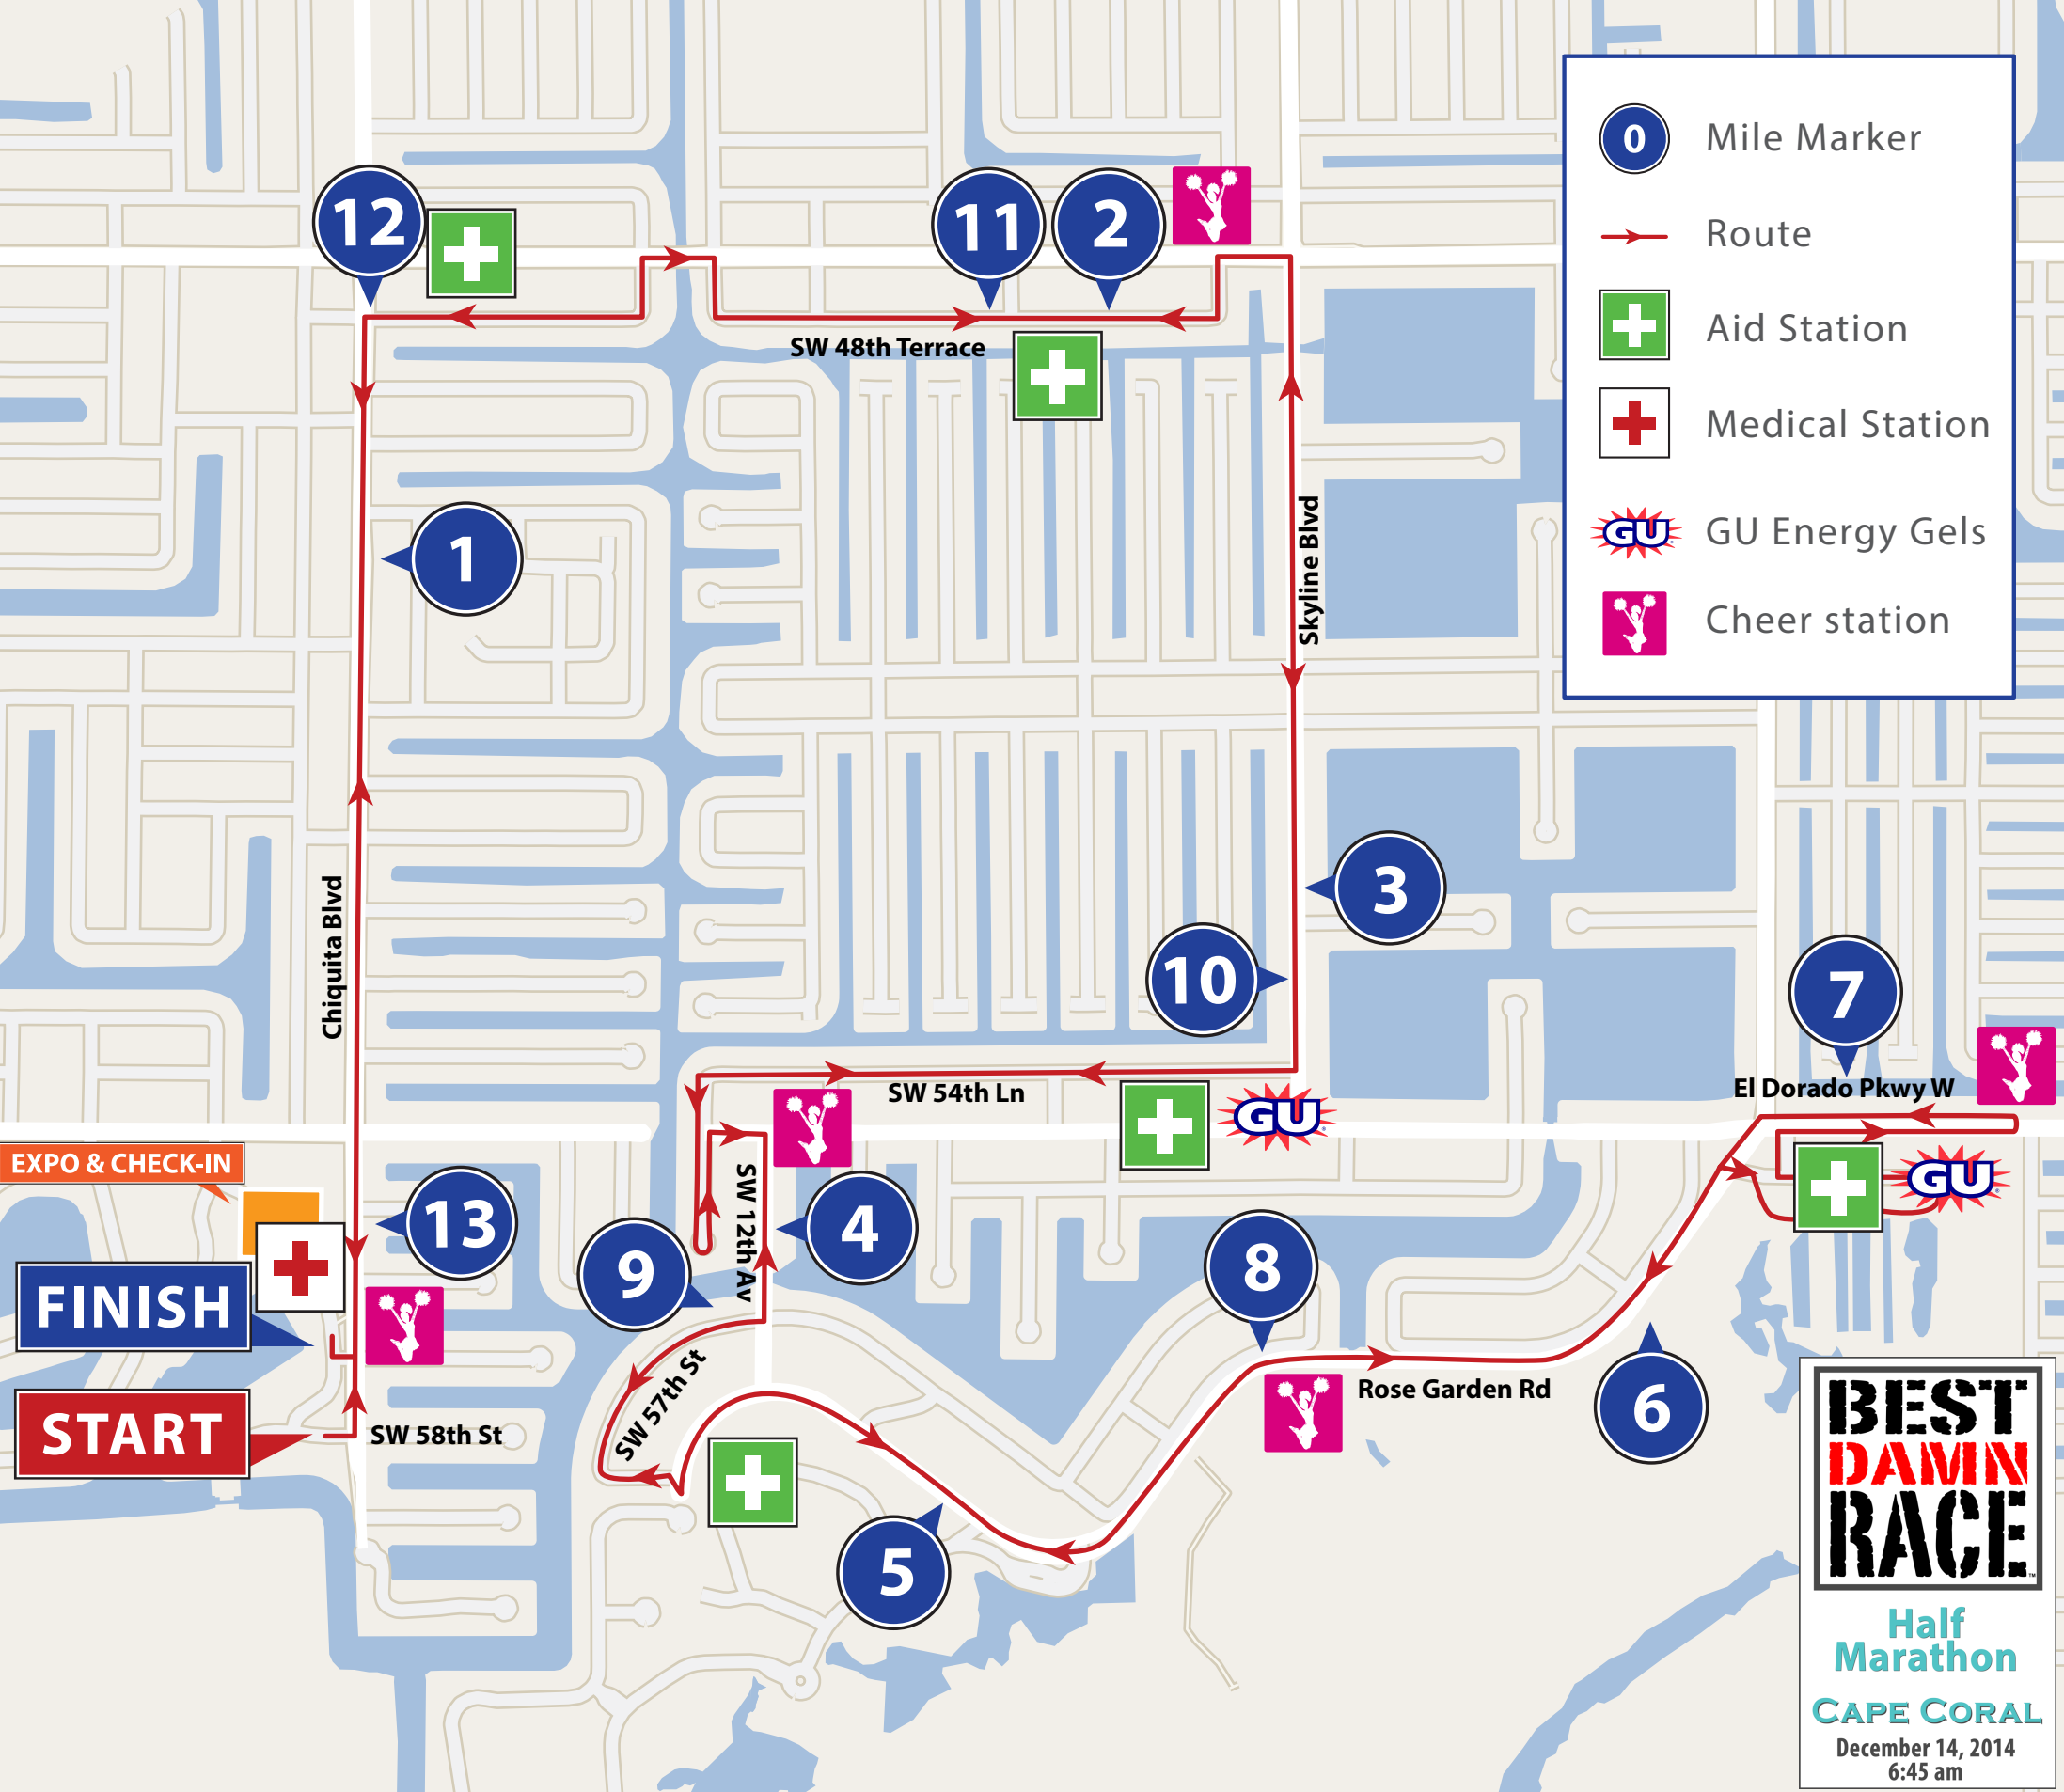 0 Mile Marker
Route
Aid Station
Medical Station
GU GU Energy Gels
Cheer station
12
11
2
SW 48th Terrace
1
Skyline Blvd
3
Chiquita Blvd
10
7
El Dorado Pkwy W
SW 54th Ln
GU
EXPO & CHECK-IN
GU
13
SW 12th Av
4
9
8
FINISH
SW 57th St
Rose Garden Rd
6
START
SW 58th St
5
BEST
DAMN
RACE
Half
Marathon
CAPE CORAL
December 14, 2014
6:45 am